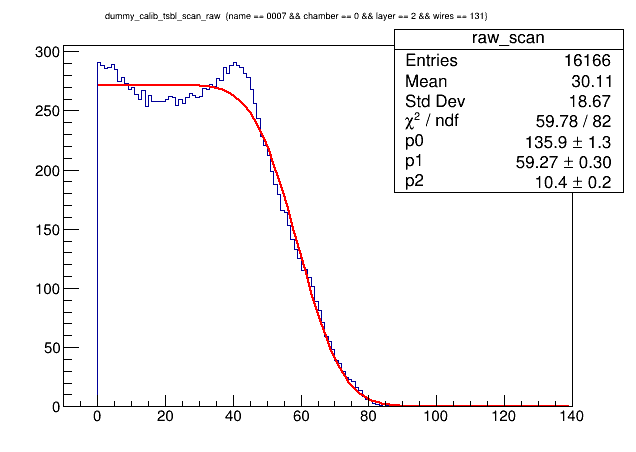 dummy_calib_tsbl_scan_raw (name == 0007 && chamber == 0 && layer == 2 && wires == 131)
raw_scan
Entries 16166
Mean 30.11
Std Dev 18.67
χ² / ndf 59.78 / 82
p0 135.9 ± 1.3
p1 59.27 ± 0.30
p2 10.4 ± 0.2
300
250
200
150
100
50
0
0 20 40 60 80 100 120 140